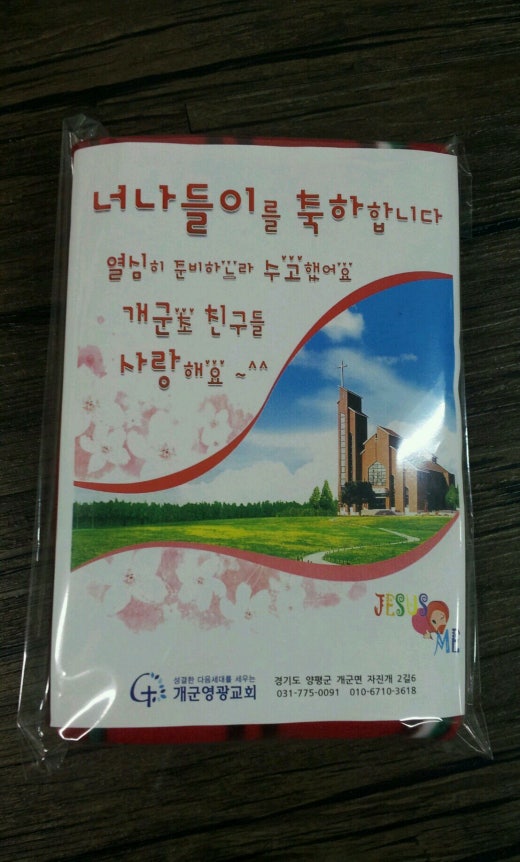 너나들이를 축하합니다
열심히 준비하느라 수고했어요
개군초 친구들
사랑해요 ~^^
JESUS
ME
성결한 다음세대를 세우는
개군영광교회
경기도 양평군 개군면 자진개 2길6
031-775-0091 010-6710-3618